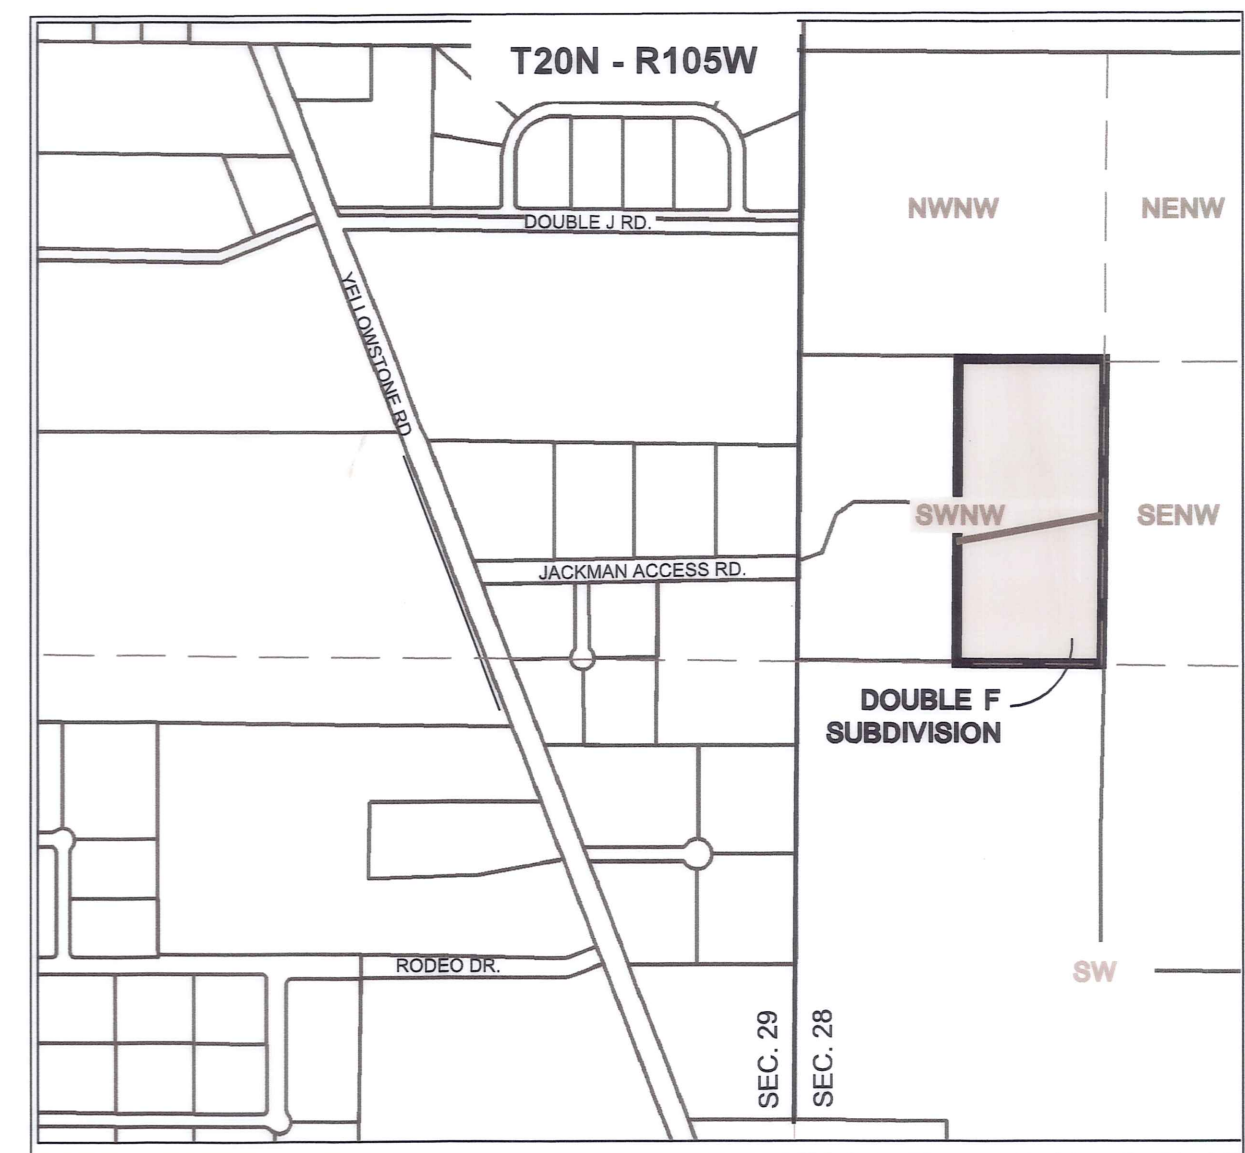 T20N - R105W
NWNW
NENW
DOUBLE J RD.
YELLOWSTONE RD
SWNW
SENW
JACKMAN ACCESS RD.
DOUBLE F
SUBDIVISION
RODEO DR.
SW
SEC. 29
SEC. 28